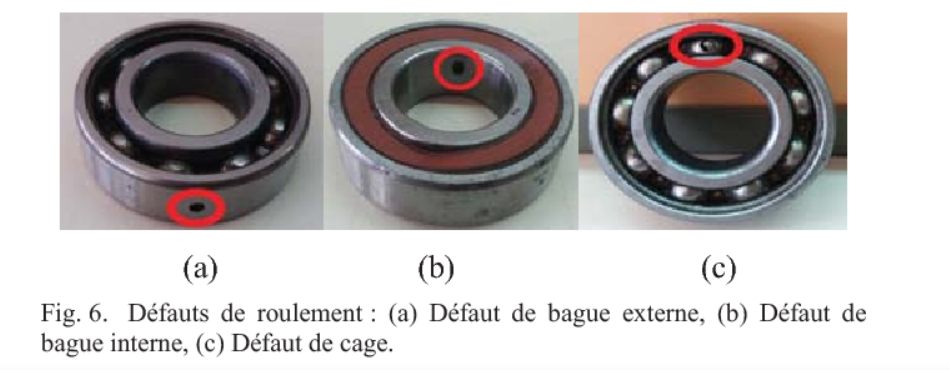 (a) (b) (c)
Fig. 6. Défauts de roulement : (a) Défaut de bague externe, (b) Défaut de
bague interne, (c) Défaut de cage.